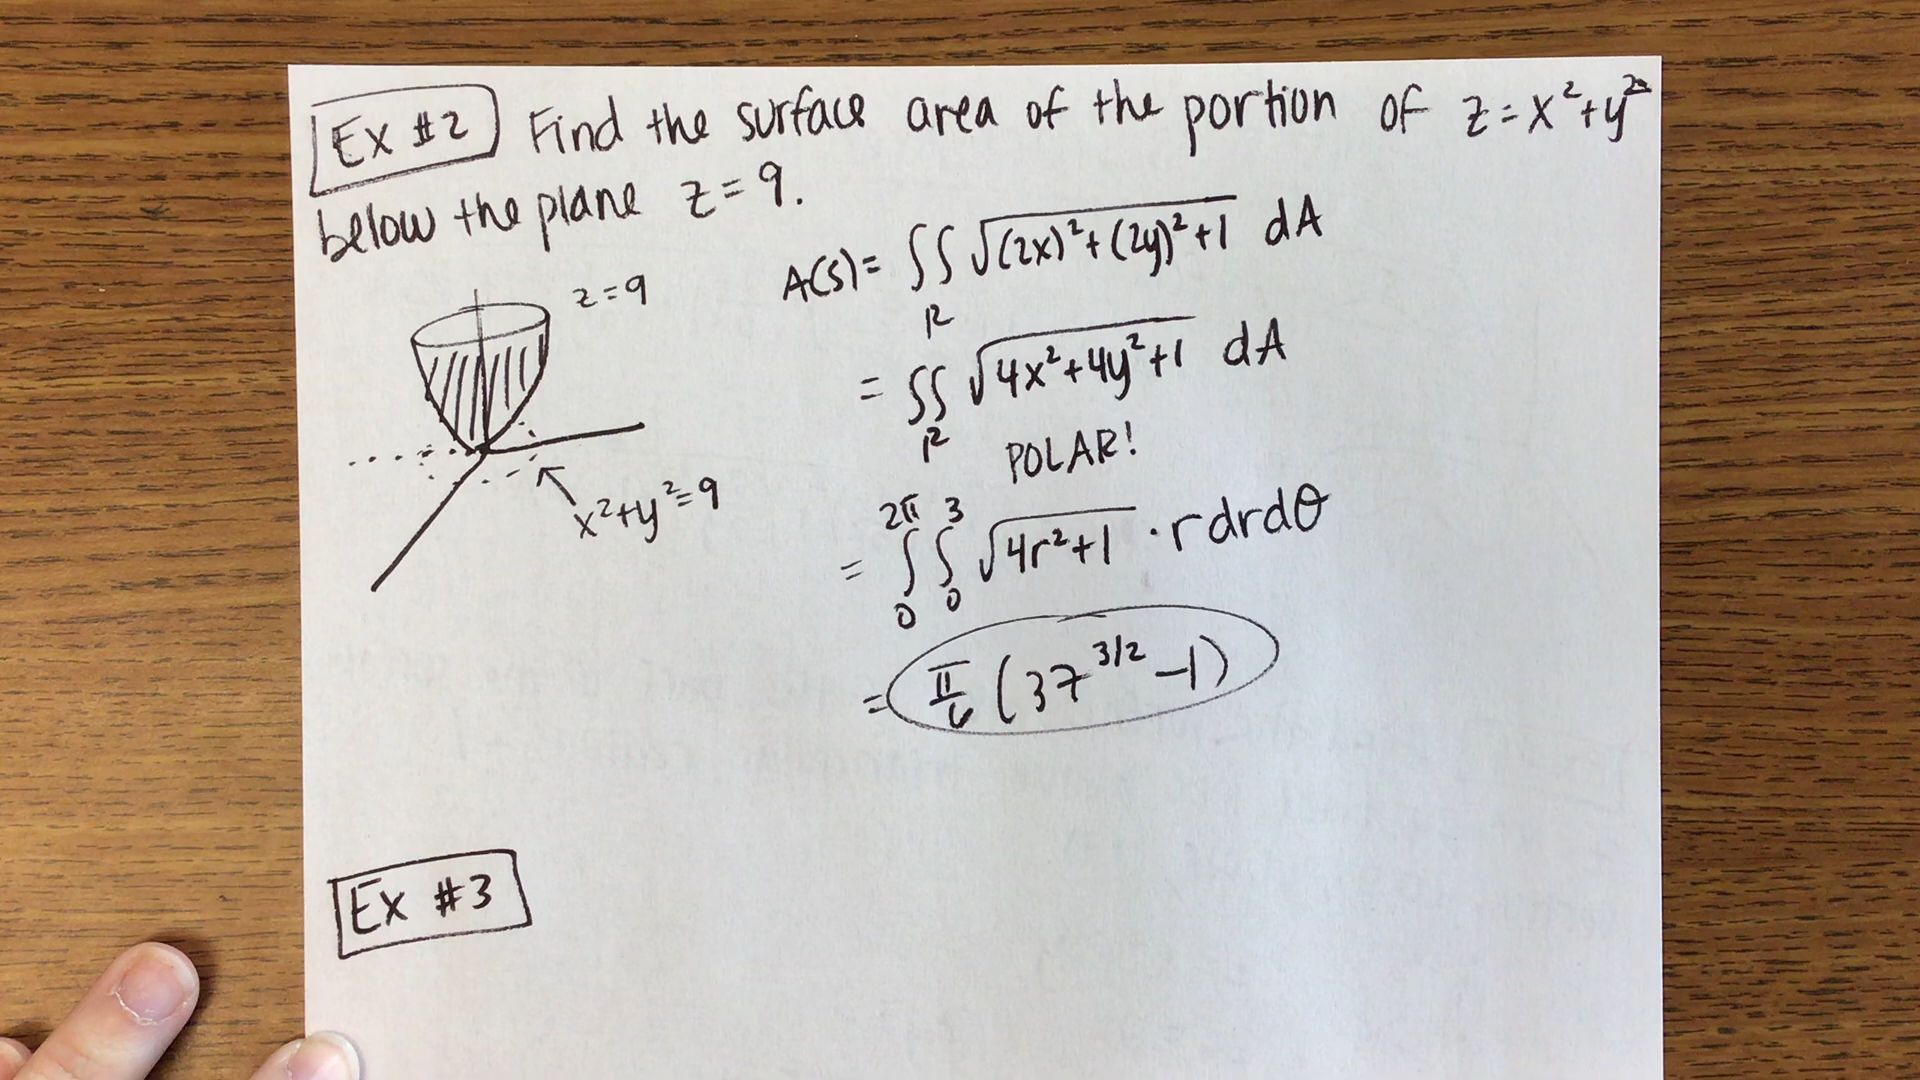 Ex #2 Find the surface area of the portion of z=x²+y²
below the plane z=9.
A(S)= ∫∫ √(2x)²+(2y)²+1 dA
R
z=9
= ∫∫ √4x²+4y²+1 dA
R
POLAR!
x²+y²=9
= ∫₀^2π ∫₀^3 √4r²+1 · r dr dθ
= π/6 (37^3/2 -1)
Ex #3